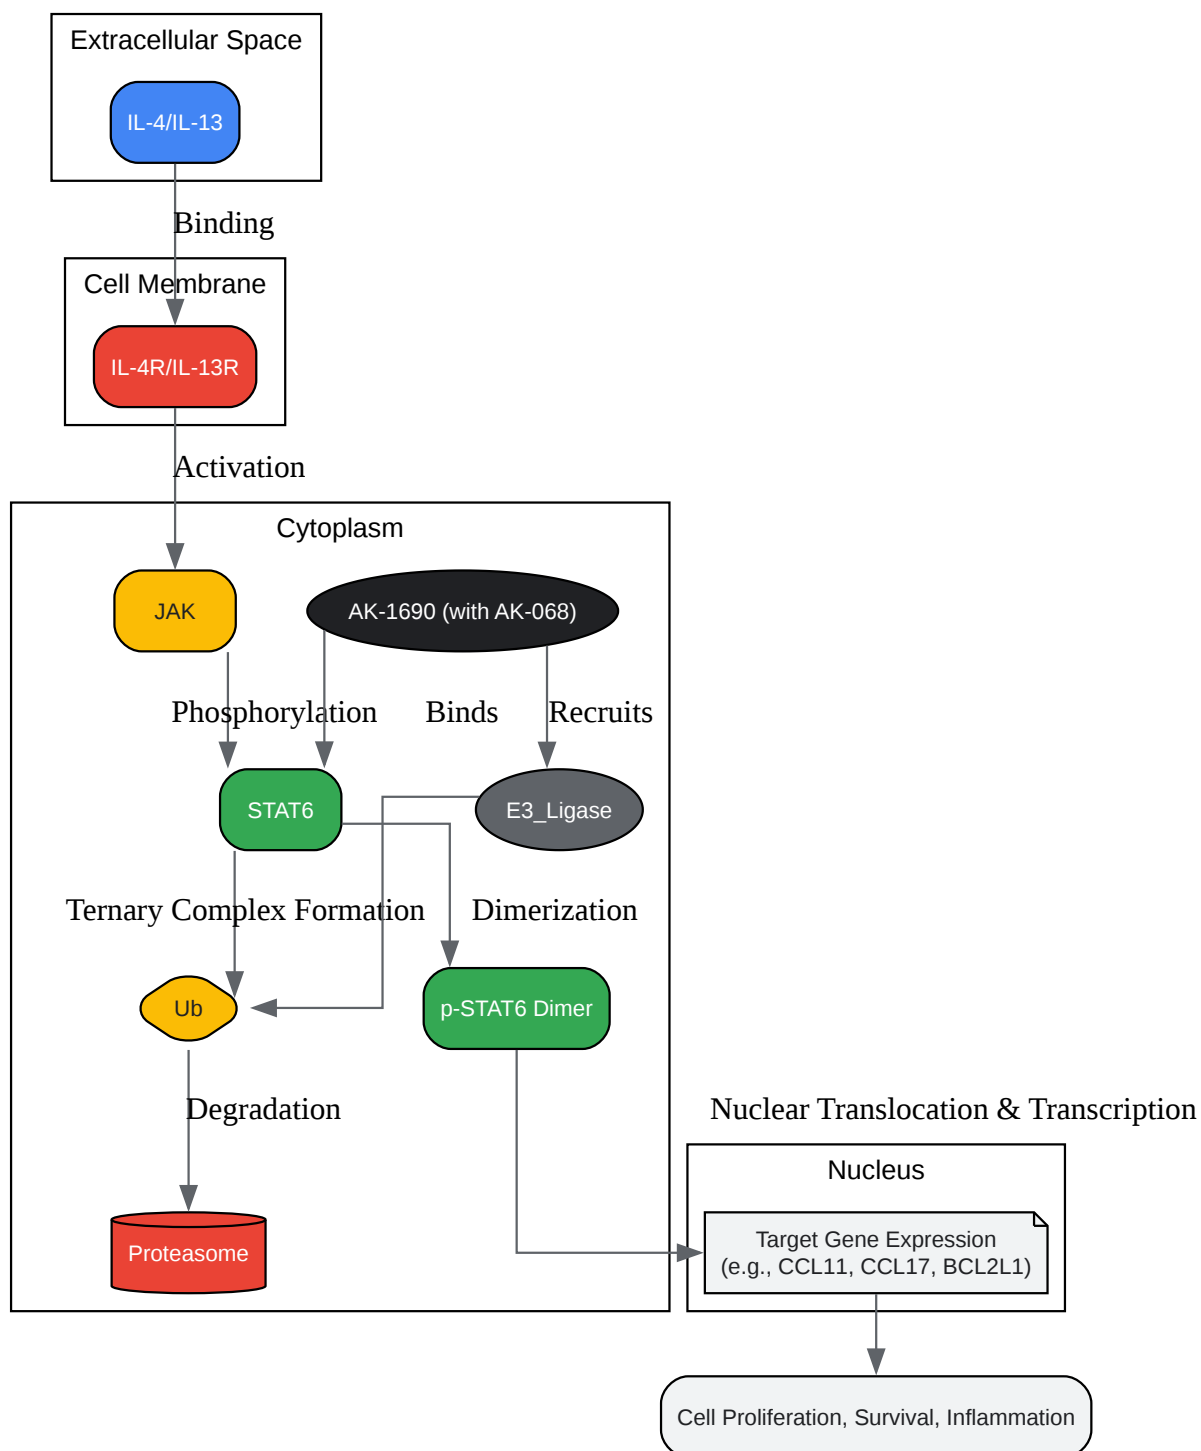 Extracellular Space
IL-4/IL-13
Binding
Cell Membrane
IL-4R/IL-13R
Activation
Cytoplasm
JAK
AK-1690 (with AK-068)
Phosphorylation
Binds
Recruits
STAT6
E3_Ligase
Ternary Complex Formation
Dimerization
Ub
p-STAT6 Dimer
Degradation
Nuclear Translocation & Transcription
Nucleus
Proteasome
Target Gene Expression
(e.g., CCL11, CCL17, BCL2L1)
Cell Proliferation, Survival, Inflammation